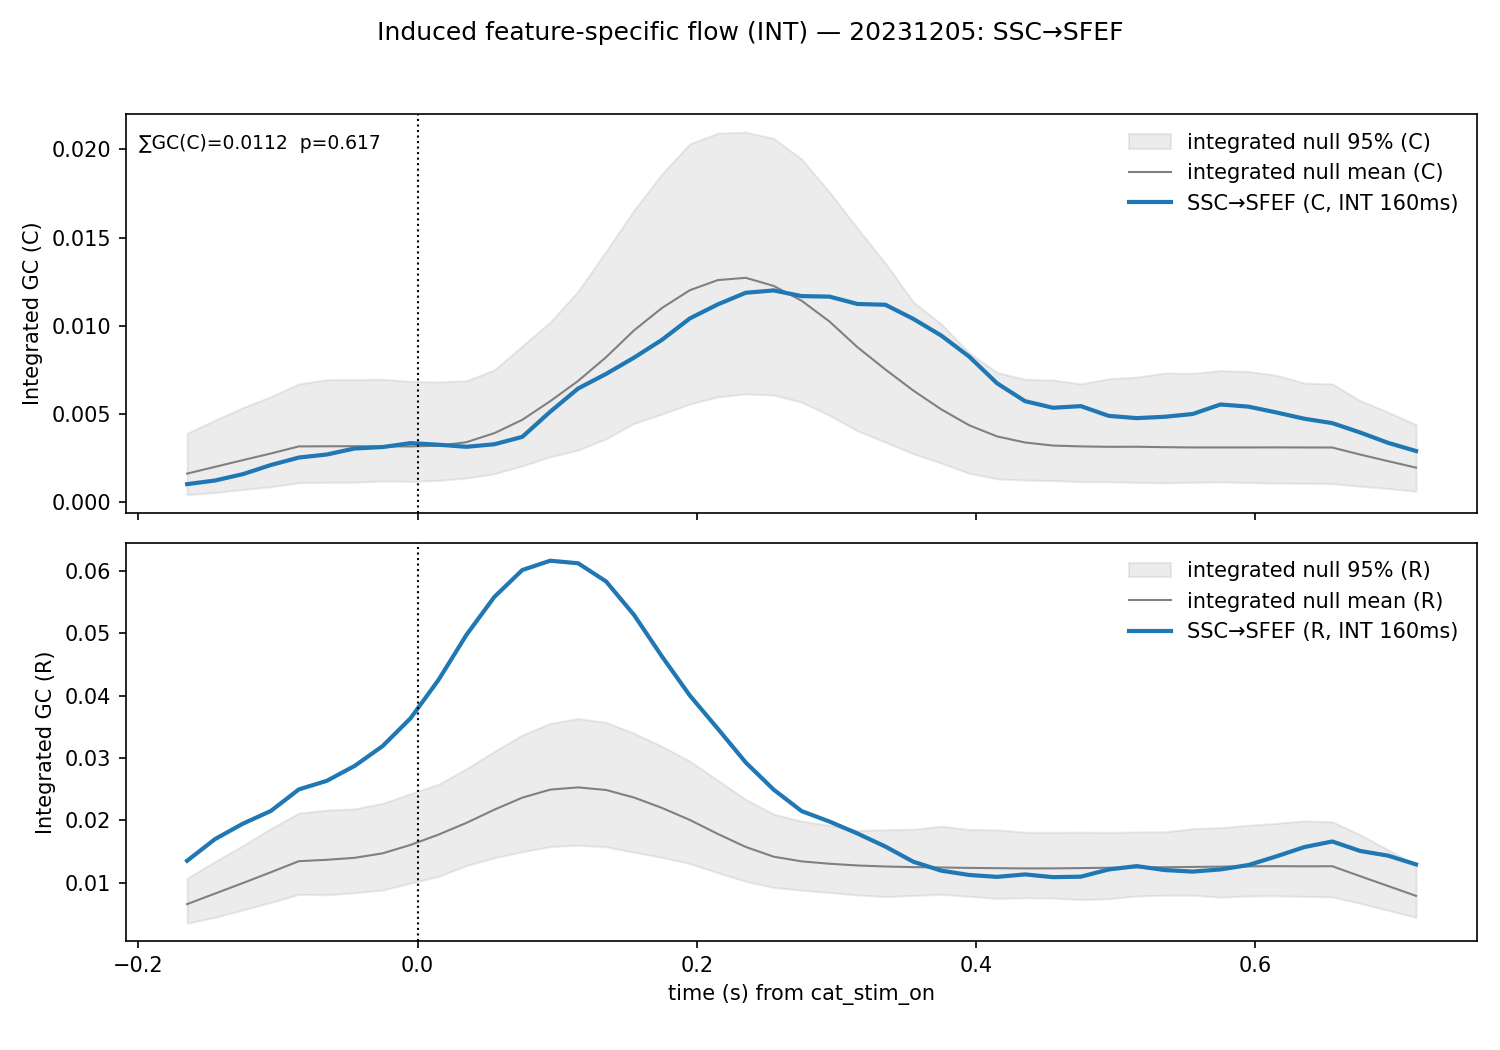 Induced feature-specific flow (INT) — 20231205: SSC→SFEF
∑GC(C)=0.0112  p=0.617
integrated null 95% (C)
integrated null mean (C)
SSC→SFEF (C, INT 160ms)
Integrated GC (C)
0.020
0.015
0.010
0.005
0.000
integrated null 95% (R)
integrated null mean (R)
SSC→SFEF (R, INT 160ms)
Integrated GC (R)
0.06
0.05
0.04
0.03
0.02
0.01
−0.2 0.0 0.2 0.4 0.6
time (s) from cat_stim_on